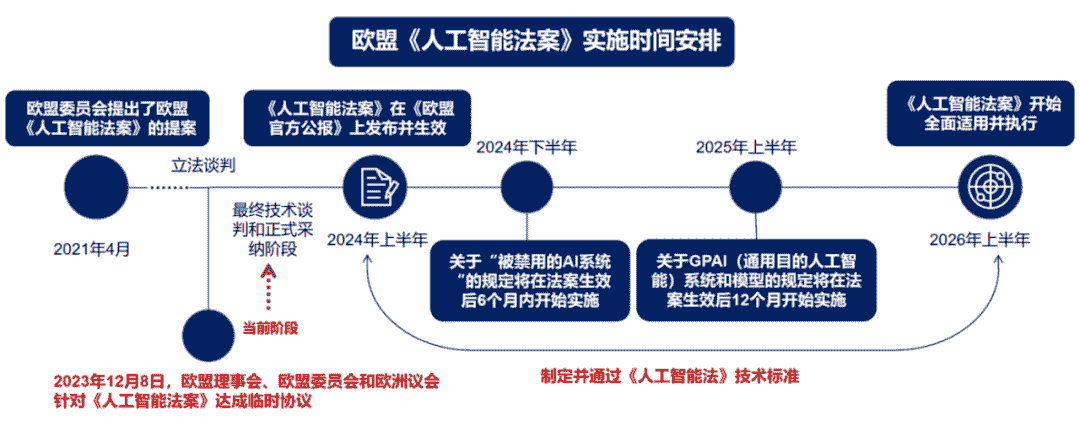 欧盟《人工智能法案》实施时间安排
欧盟委员会提出了欧盟
《人工智能法案》的提案
《人工智能法案》在《欧盟
官方公报》上发布并生效
《人工智能法案》开始
全面适用并执行
2024年下半年
2025年上半年
立法谈判
最终技术谈
判和正式采
纳阶段
2021年4月
2024年上半年
2026年上半年
关于“被禁用的AI系统
“的规定将在法案生效
后6个月内开始实施
关于GPAI（通用目的人工智
能）系统和模型的规定将在法
案生效后12个月开始实施
当前阶段
2023年12月8日，欧盟理事会、欧盟委员会和欧洲议会
针对《人工智能法案》达成临时协议
制定并通过《人工智能法》技术标准